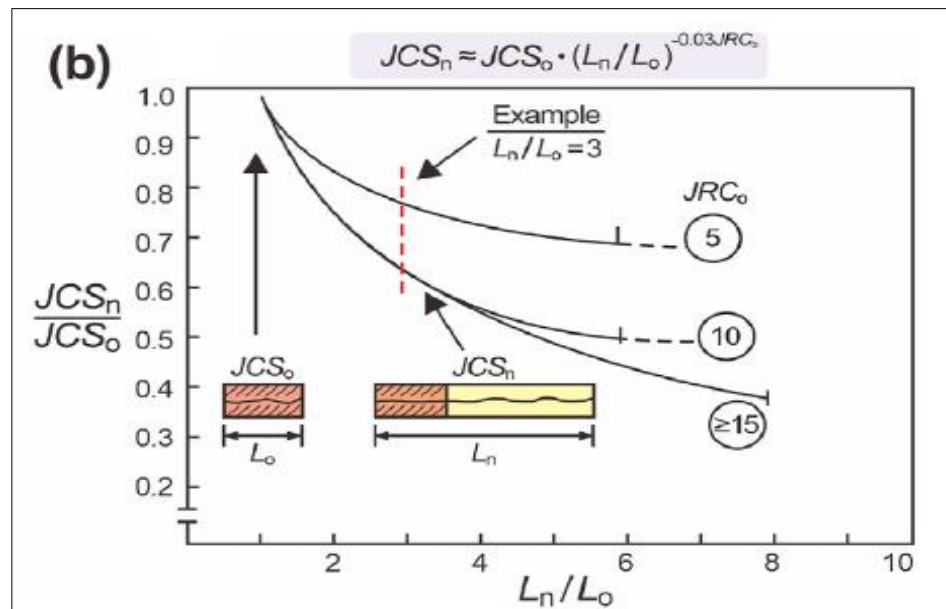 (b)
JCSₙ ≈ JCSₒ · (Lₙ/Lₒ)^-0.03JRCₒ
1.0
0.9
0.8
0.7
0.6
0.5
0.4
0.3
0.2
JCSₙ
JCSₒ
Example
Lₙ/Lₒ = 3
JRCₒ
5
10
≥15
JCSₒ
JCSₙ
Lₒ
Lₙ
2
4
6
8
10
Lₙ/Lₒ